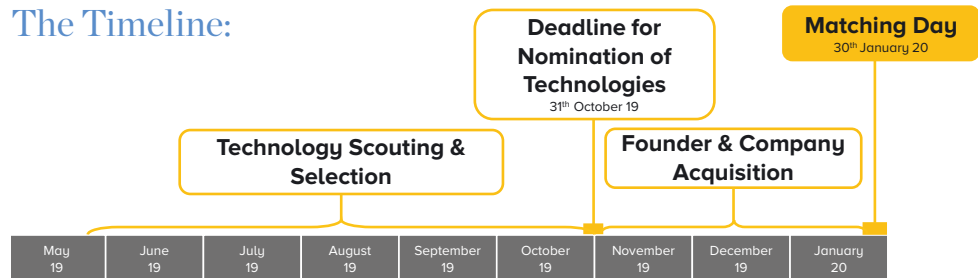 The Timeline:
Deadline for
Nomination of
Technologies
31th October 19
Matching Day
30th January 20
Technology Scouting &
Selection
Founder & Company
Acquisition
May
19
June
19
July
19
August
19
September
19
October
19
November
19
December
19
January
20